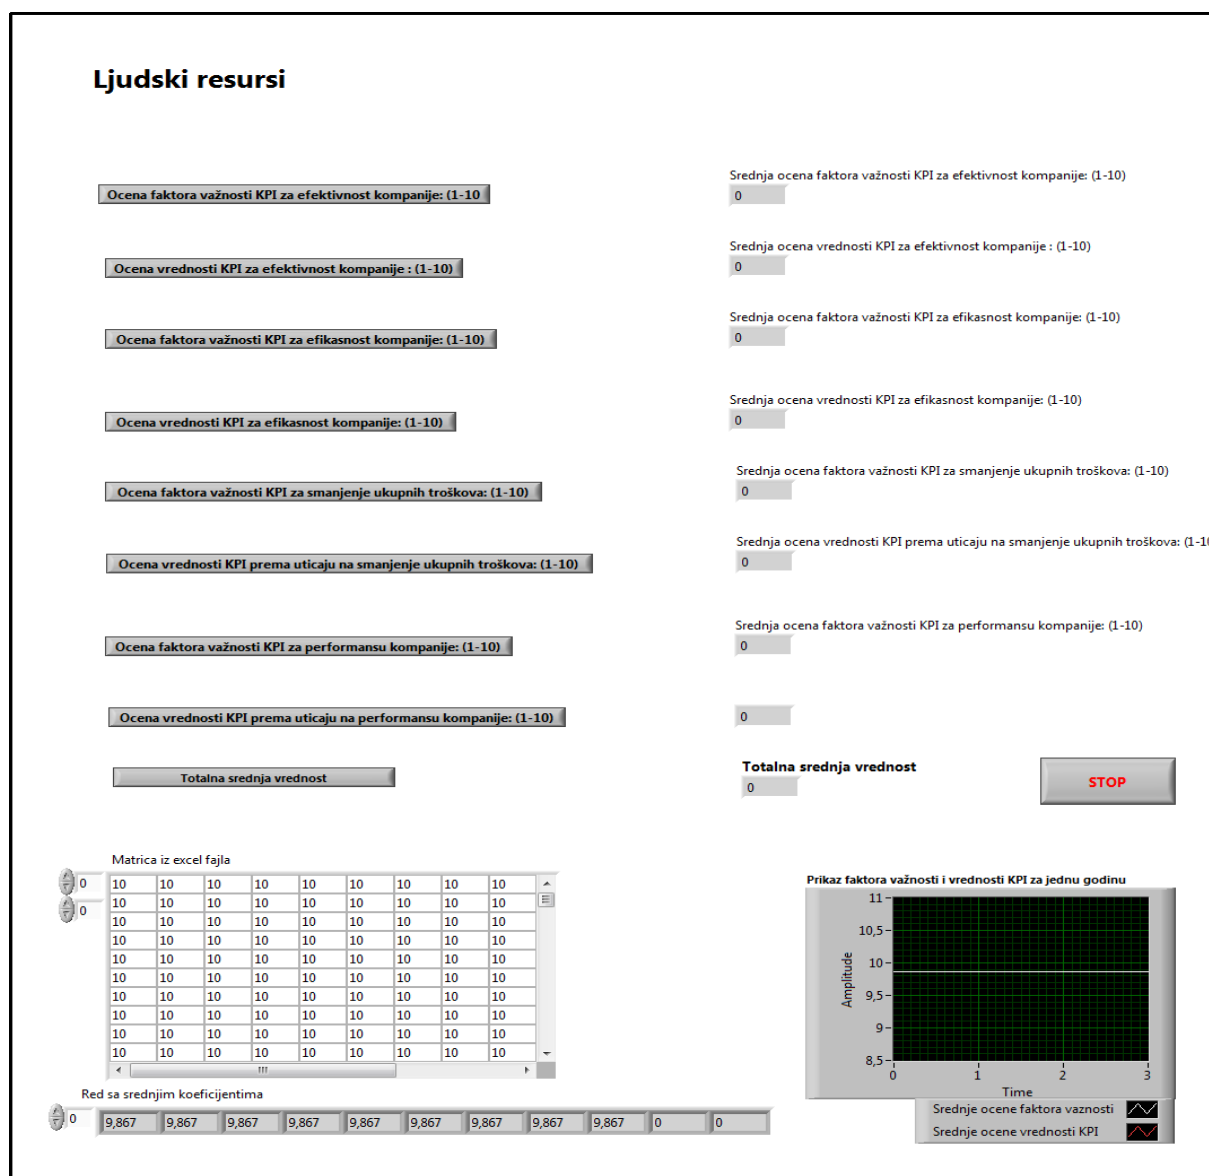 Ljudski resursi
Ocena faktora važnosti KPI za efektivnost kompanije: (1-10
Srednja ocena faktora važnosti KPI za efektivnost kompanije: (1-10)
0
Ocena vrednosti KPI za efektivnost kompanije : (1-10)
Srednja ocena vrednosti KPI za efektivnost kompanije : (1-10)
0
Ocena faktora važnosti KPI za efikasnost kompanije: (1-10)
Srednja ocena faktora važnosti KPI za efikasnost kompanije: (1-10)
0
Ocena vrednosti KPI za efikasnost kompanije: (1-10)
Srednja ocena vrednosti KPI za efikasnost kompanije: (1-10)
0
Ocena faktora važnosti KPI za smanjenje ukupnih troškova: (1-10)
Srednja ocena faktora važnosti KPI za smanjenje ukupnih troškova: (1-10)
0
Ocena vrednosti KPI prema uticaju na smanjenje ukupnih troškova: (1-10)
Srednja ocena vrednosti KPI prema uticaju na smanjenje ukupnih troškova: (1-10
0
Ocena faktora važnosti KPI za performansu kompanije: (1-10)
Srednja ocena faktora važnosti KPI za performansu kompanije: (1-10)
0
Ocena vrednosti KPI prema uticaju na performansu kompanije: (1-10)
0
Totalna srednja vrednost
Totalna srednja vrednost
0
STOP
Matrica iz excel fajla
0
0
10 10 10 10 10 10 10 10 10
10 10 10 10 10 10 10 10 10
10 10 10 10 10 10 10 10 10
10 10 10 10 10 10 10 10 10
10 10 10 10 10 10 10 10 10
10 10 10 10 10 10 10 10 10
10 10 10 10 10 10 10 10 10
10 10 10 10 10 10 10 10 10
10 10 10 10 10 10 10 10 10
10 10 10 10 10 10 10 10 10
Red sa srednjim koeficijentima
0
9,867 9,867 9,867 9,867 9,867 9,867 9,867 9,867 9,867 0 0
Prikaz faktora važnosti i vrednosti KPI za jednu godinu
11
10,5
10
9,5
9
8,5
Amplitude
0 1 2 3
Time
Srednje ocene faktora vaznosti
Srednje ocene vrednosti KPI